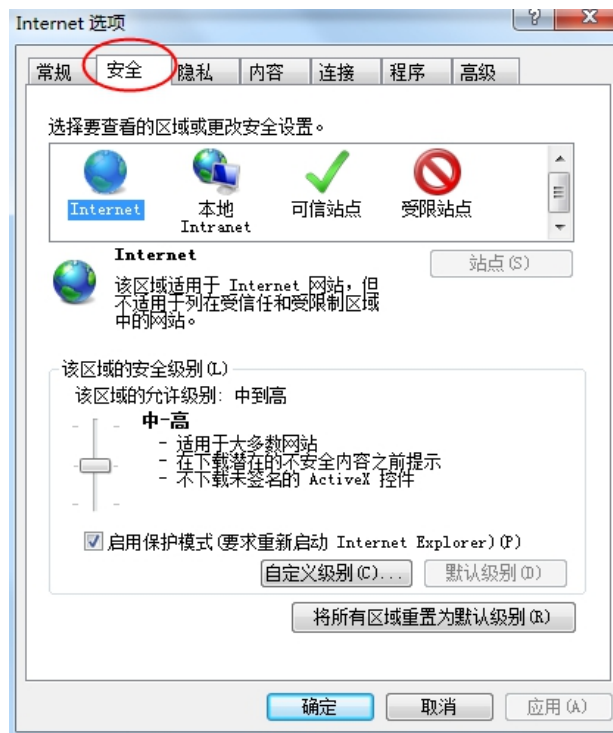 Internet 选项
常规 安全 隐私 内容 连接 程序 高级
选择要查看的区域或更改安全设置。
Internet 本地 可信站点 受限站点
Intranet
Internet
站点(S)
该区域适用于 Internet 网站，但
不适用于列在受信任和受限制区域
中的网站。
该区域的安全级别(L)
该区域的允许级别: 中到高
中-高
- 适用于大多数网站
- 在下载潜在的不安全内容之前提示
- 不下载未签名的 ActiveX 控件
启用保护模式(要求重新启动 Internet Explorer)(P)
自定义级别(C)... 默认级别(D)
将所有区域重置为默认级别(R)
确定 取消 应用(A)